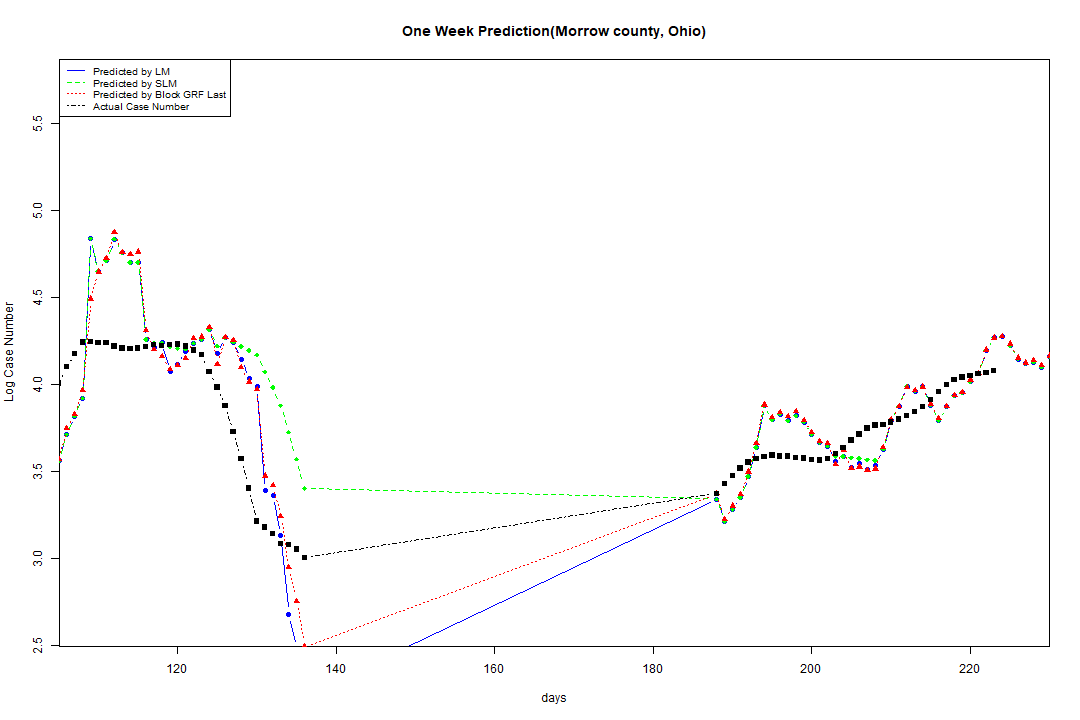 One Week Prediction(Morrow county, Ohio)
Predicted by LM
Predicted by SLM
Predicted by Block GRF Last
Actual Case Number
5.5
5.0
4.5
4.0
3.5
3.0
2.5
Log Case Number
120 140 160 180 200 220
days